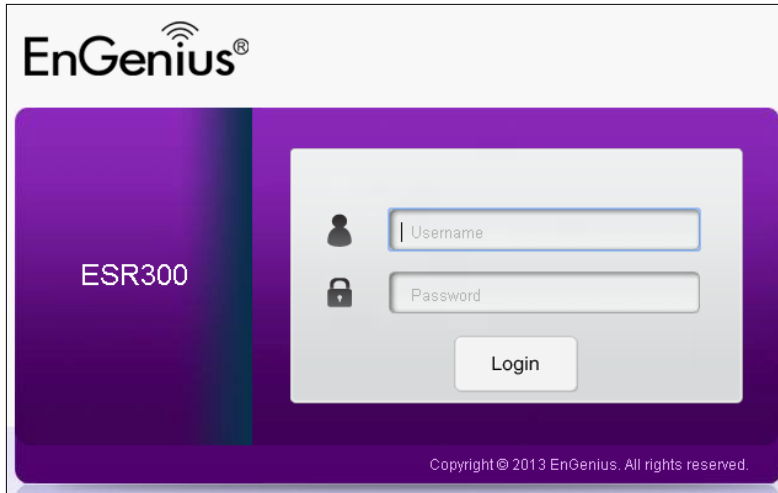 EnGenius®
ESR300
Username
Password
Login
Copyright © 2013 EnGenius. All rights reserved.